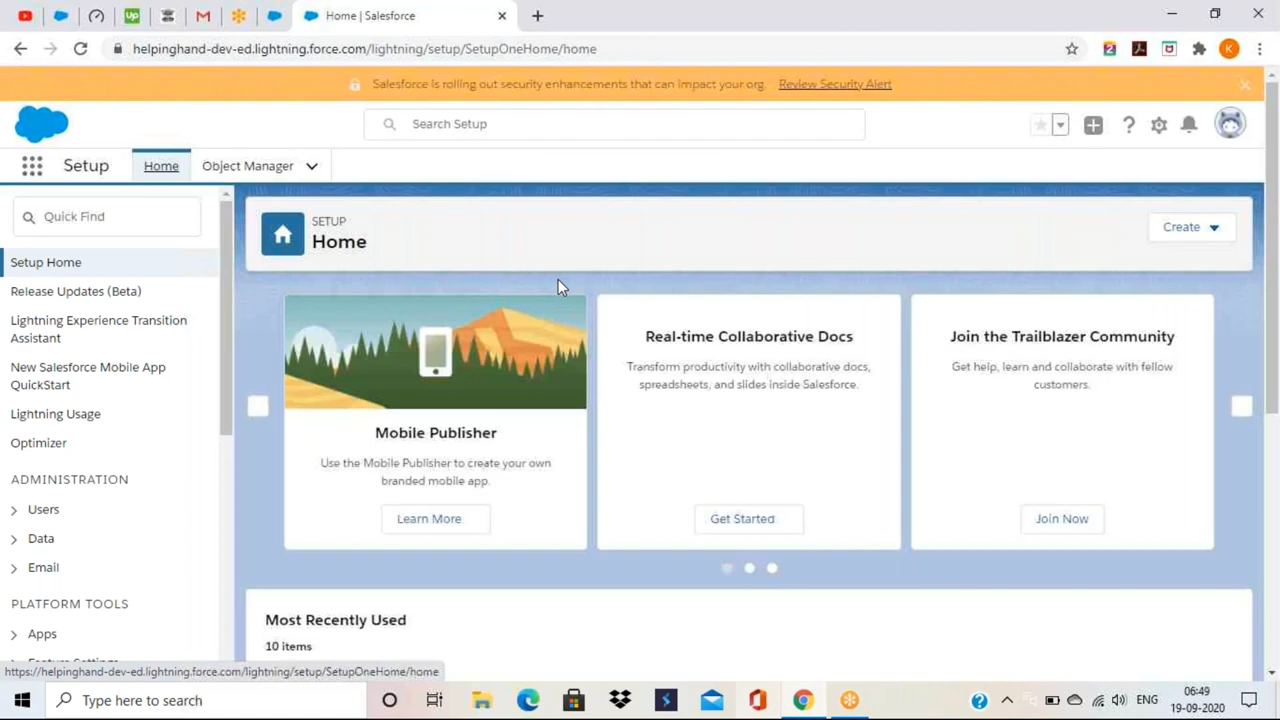 Home | Salesforce
helpinghand-dev-ed.lightning.force.com/lightning/setup/SetupOneHome/home
Salesforce is rolling out security enhancements that can impact your org. Review Security Alert
Search Setup
Setup
Home
Object Manager
Quick Find
Setup Home
Release Updates (Beta)
Lightning Experience Transition
Assistant
New Salesforce Mobile App
QuickStart
Lightning Usage
Optimizer
ADMINISTRATION
Users
Data
Email
PLATFORM TOOLS
Apps
SETUP
Home
Create
Mobile Publisher
Use the Mobile Publisher to create your own
branded mobile app.
Learn More
Real-time Collaborative Docs
Transform productivity with collaborative docs,
spreadsheets, and slides inside Salesforce.
Get Started
Join the Trailblazer Community
Get help, learn and collaborate with fellow
customers.
Join Now
Most Recently Used
10 items
https://helpinghand-dev-ed.lightning.force.com/lightning/setup/SetupOneHome/home
Type here to search
ENG
06:49
19-09-2020